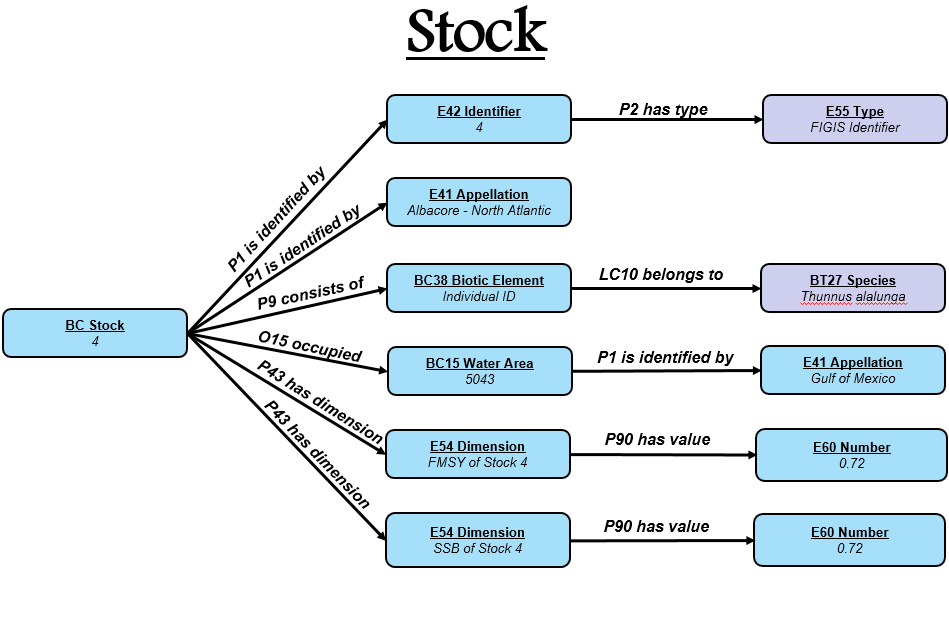 Stock
E42 Identifier
4
P2 has type
E55 Type
FIGIS Identifier
P1 is identified by
E41 Appellation
Albacore - North Atlantic
P1 is identified by
BC38 Biotic Element
Individual ID
LC10 belongs to
BT27 Species
Thunnus alalunga
P9 consists of
BC Stock
4
O15 occupied
BC15 Water Area
5043
P1 is identified by
E41 Appellation
Gulf of Mexico
P43 has dimension
E54 Dimension
FMSY of Stock 4
P90 has value
E60 Number
0.72
P43 has dimension
E54 Dimension
SSB of Stock 4
P90 has value
E60 Number
0.72